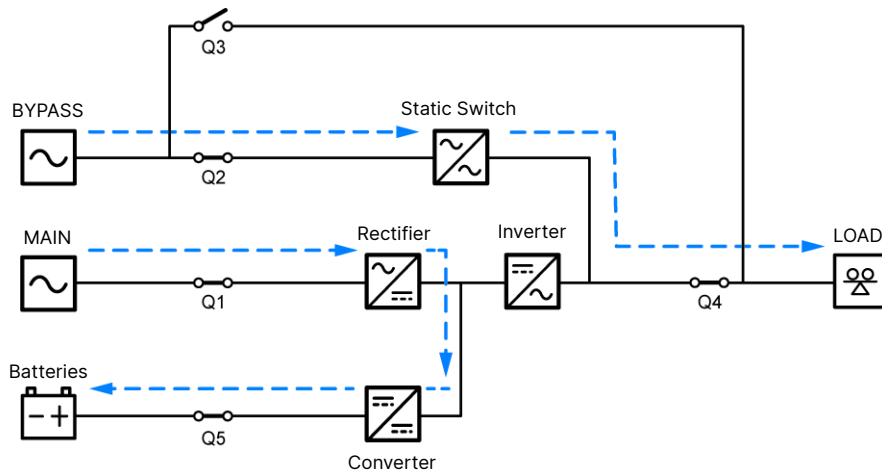 Q3
BYPASS
Static Switch
Q2
MAIN
Rectifier
Inverter
LOAD
Q1
Q4
Batteries
Q5
Converter